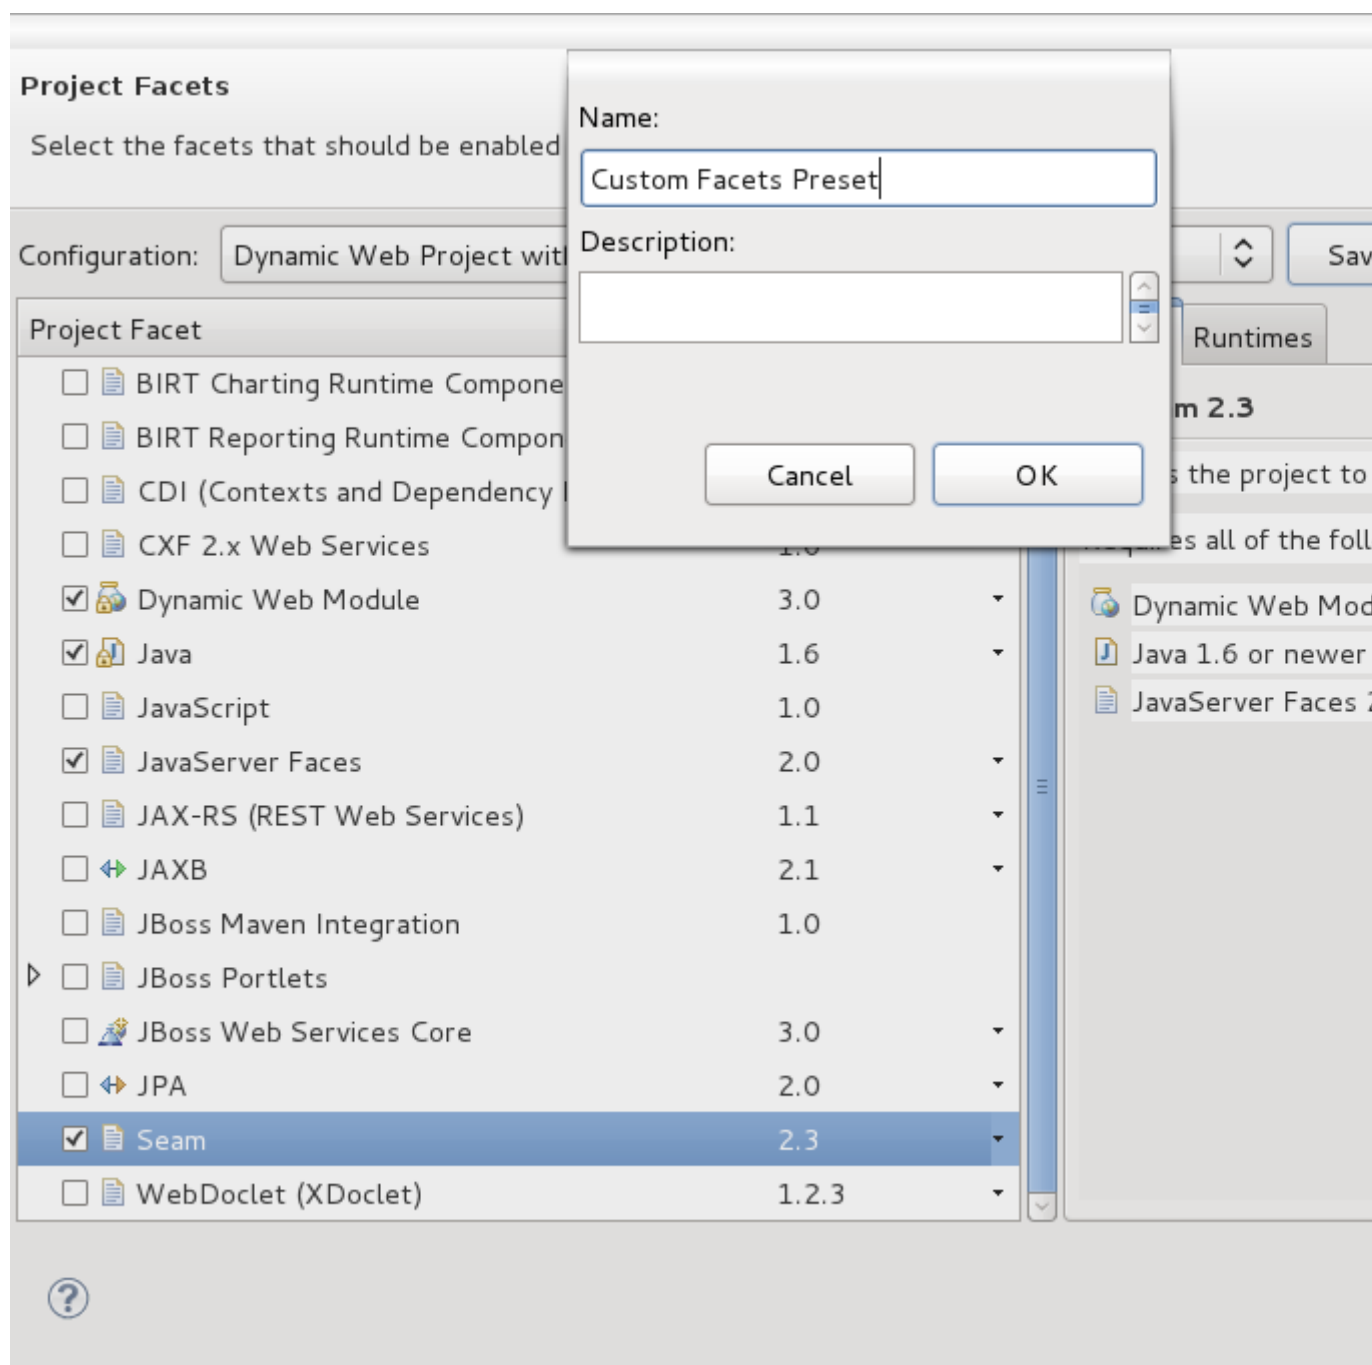 Project Facets
Select the facets that should be enabled
Name:
Custom Facets Preset
Description:
Cancel OK
Configuration: Dynamic Web Project wit
Sav
Project Facet
BIRT Charting Runtime Compone
BIRT Reporting Runtime Compon
CDI (Contexts and Dependency
CXF 2.x Web Services
Dynamic Web Module 3.0
Java 1.6
JavaScript 1.0
JavaServer Faces 2.0
JAX-RS (REST Web Services) 1.1
JAXB 2.1
JBoss Maven Integration 1.0
JBoss Portlets
JBoss Web Services Core 3.0
JPA 2.0
Seam 2.3
WebDoclet (XDoclet) 1.2.3
Runtimes
m 2.3
the project to
es all of the foll
Dynamic Web Mod
Java 1.6 or newer
JavaServer Faces
?